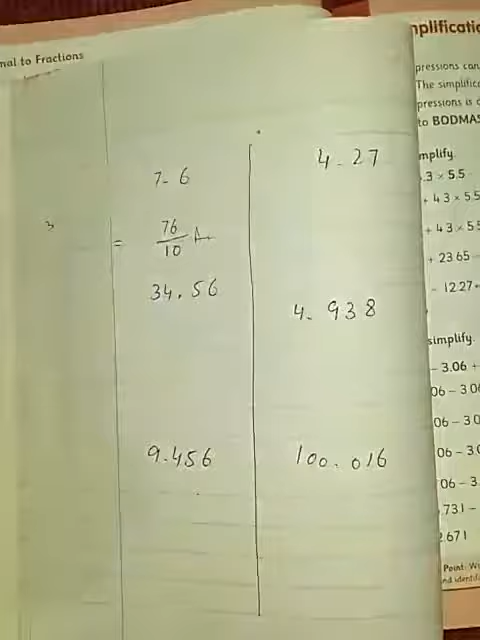 nal to Fractions
7-6
= 76/10
34.56
9.456
4-27
4. 938
100.016
nplificatio
pressions can
The simplific
pressions is
to BODMAS
mplify.
.3 × 5.5
+ 4.3 × 5.5
+ 4.3 × 5.5
+ 23.65
- 12.27
simplify.
- 3.06 +
06 - 3.0
06 - 3.0
06 - 3.0
06 - 3.
.731 -
2.671
Point: W
nd identif